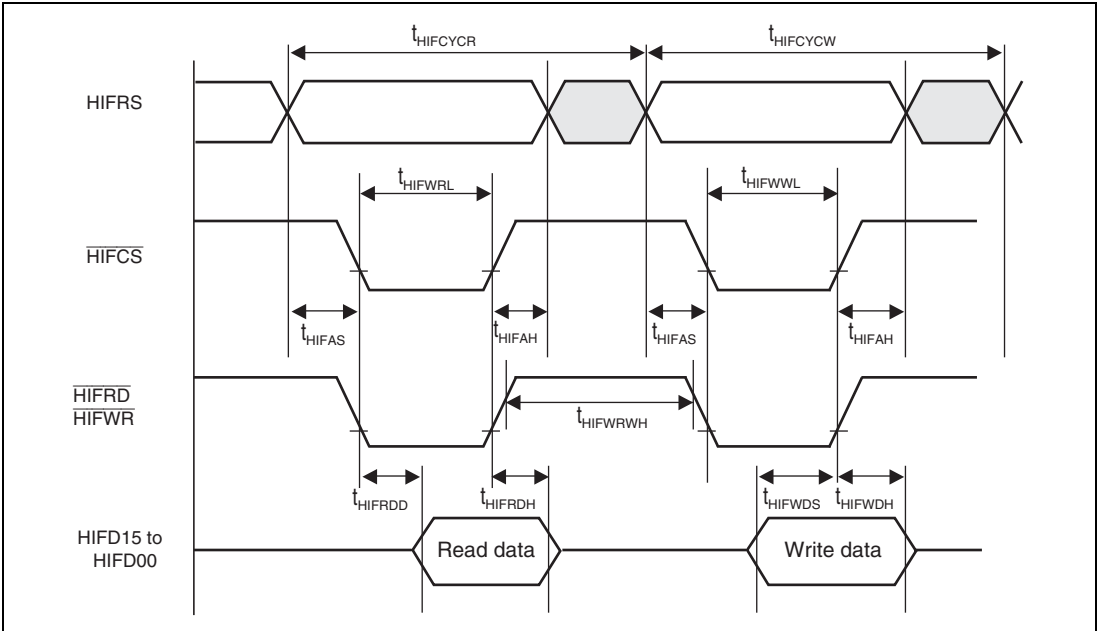 tHIFCYCR tHIFCYCW
HIFRS
tHIFWRL tHIFWWL
HIFCS
tHIFAS tHIFAH tHIFAS tHIFAH
HIFRD
HIFWR
tHIFWRWH
tHIFRDD tHIFRDH tHIFWDS tHIFWDH
HIFD15 to
HIFD00
Read data Write data